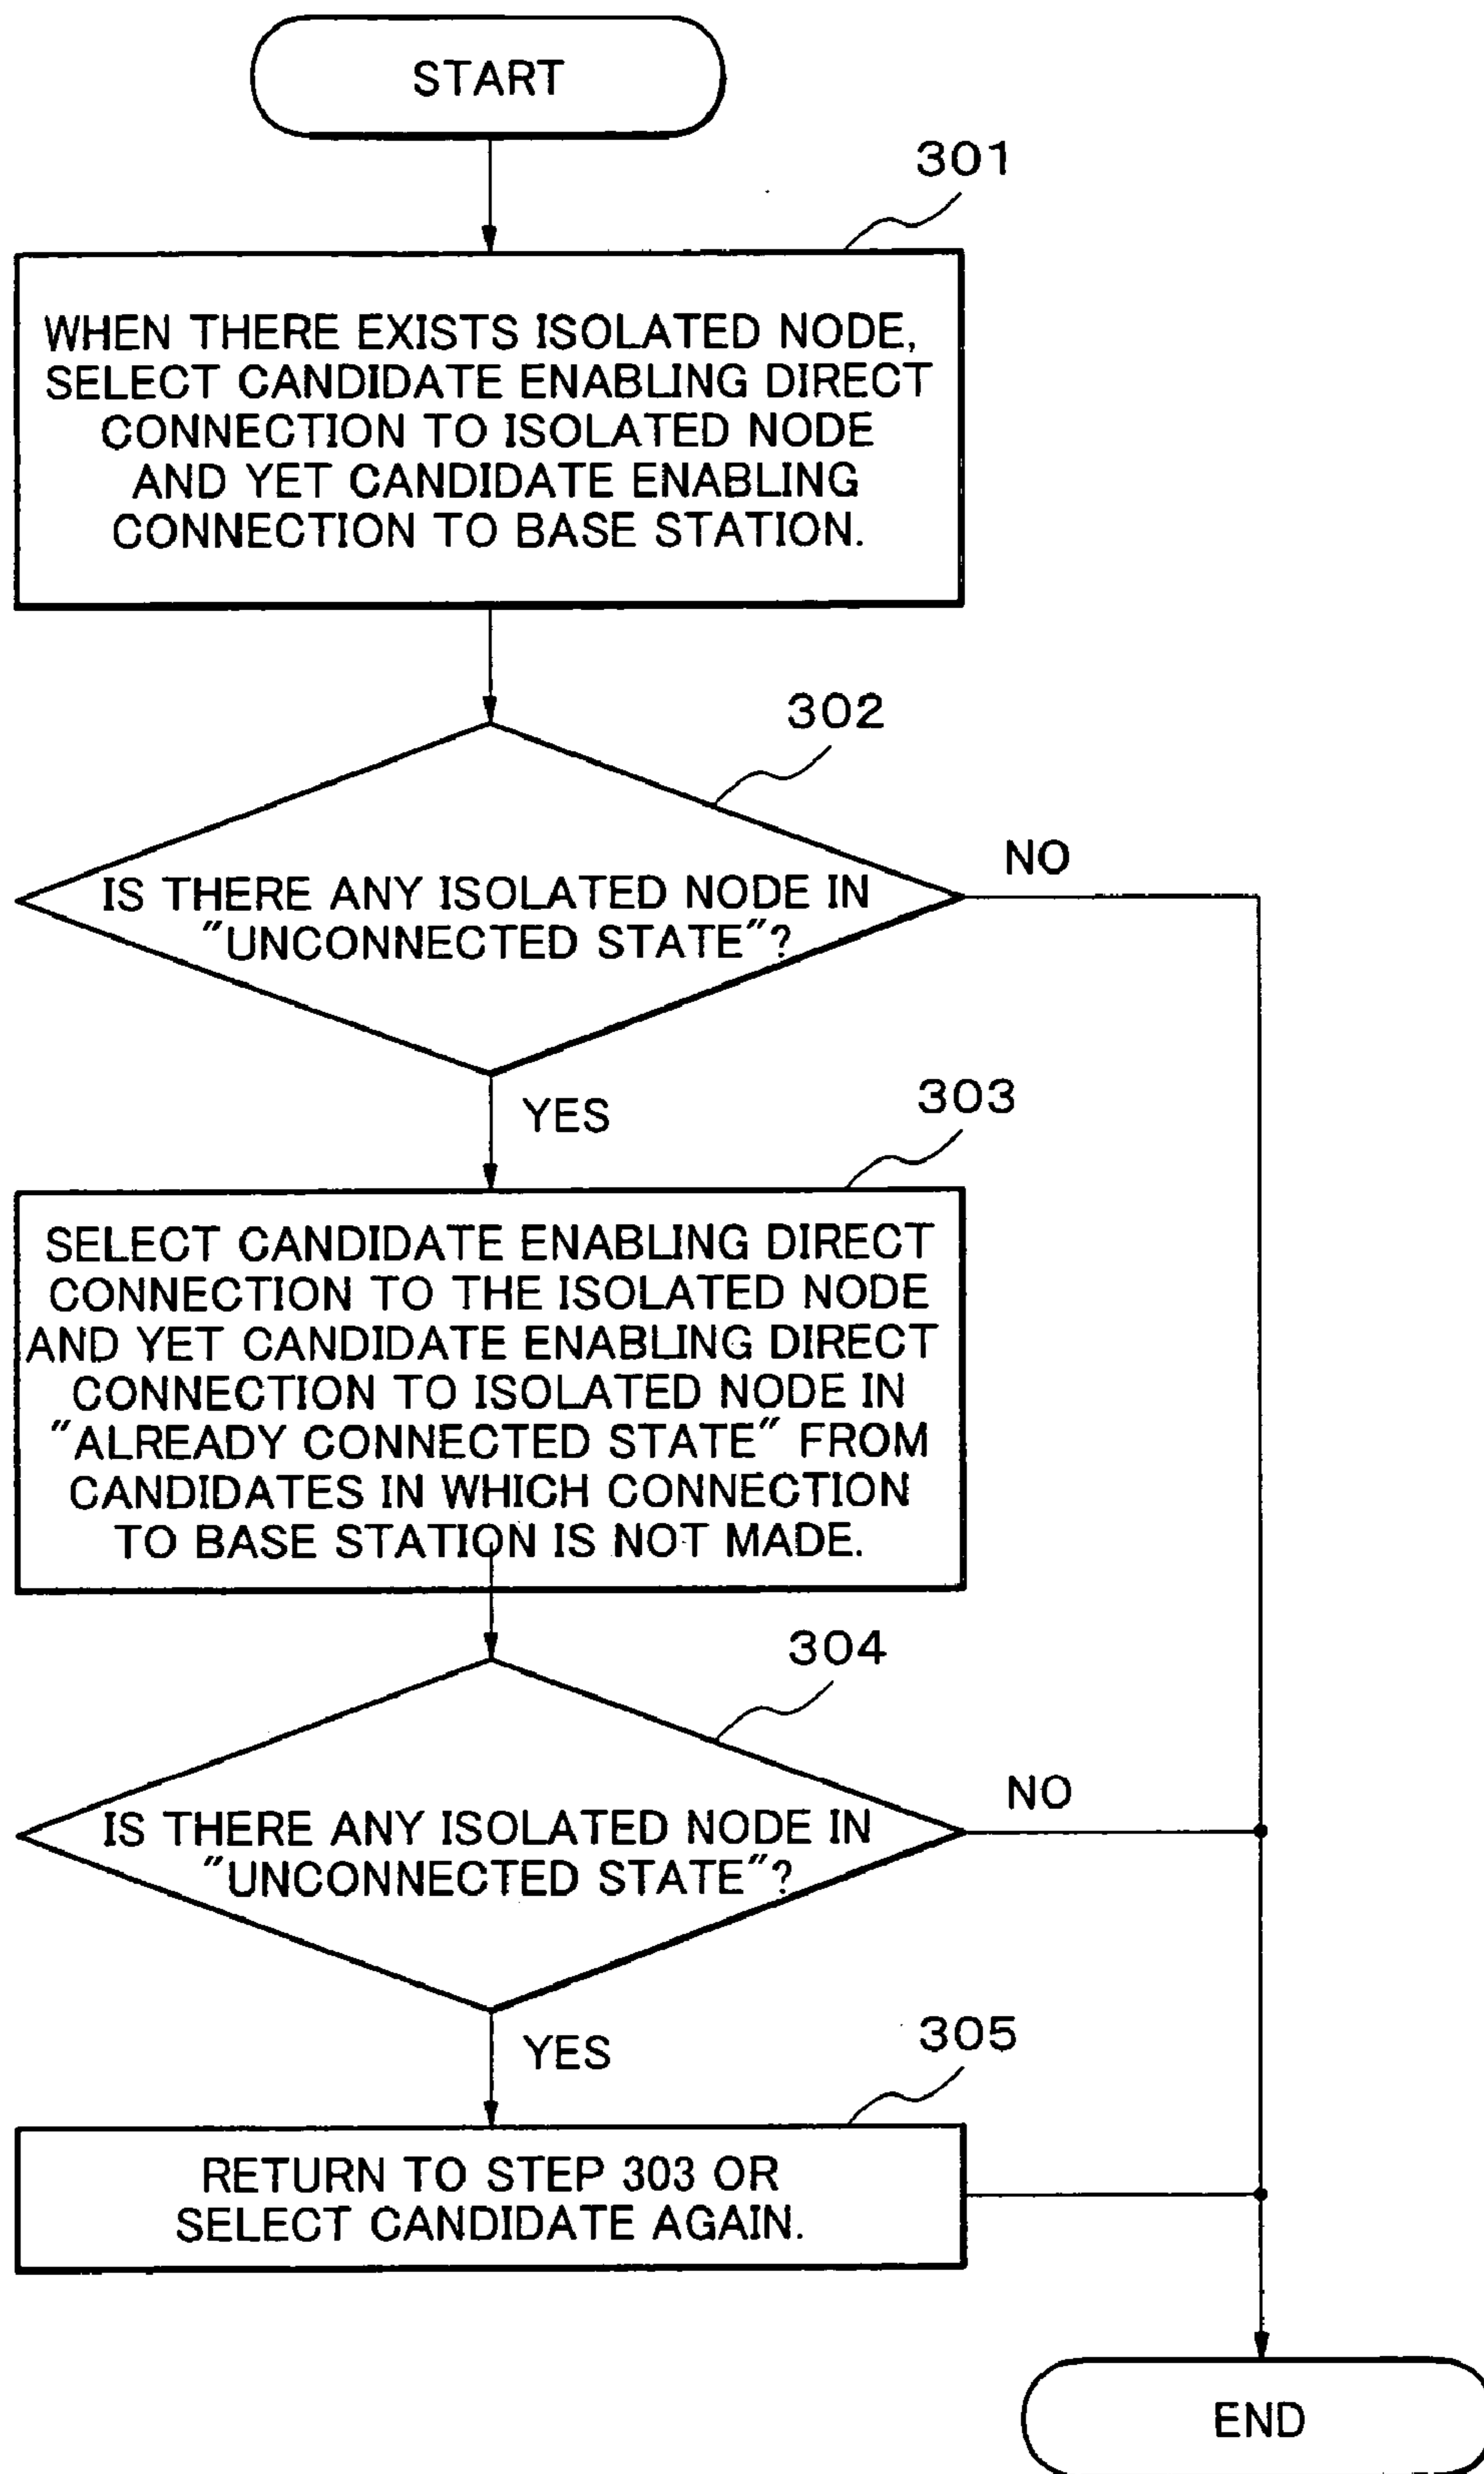 START
301
WHEN THERE EXISTS ISOLATED NODE,
SELECT CANDIDATE ENABLING DIRECT
CONNECTION TO ISOLATED NODE
AND YET CANDIDATE ENABLING
CONNECTION TO BASE STATION.
302
NO
IS THERE ANY ISOLATED NODE IN
"UNCONNECTED STATE"?
YES
303
SELECT CANDIDATE ENABLING DIRECT
CONNECTION TO THE ISOLATED NODE
AND YET CANDIDATE ENABLING DIRECT
CONNECTION TO ISOLATED NODE IN
"ALREADY CONNECTED STATE" FROM
CANDIDATES IN WHICH CONNECTION
TO BASE STATION IS NOT MADE.
304
NO
IS THERE ANY ISOLATED NODE IN
"UNCONNECTED STATE"?
YES
305
RETURN TO STEP 303 OR
SELECT CANDIDATE AGAIN.
END